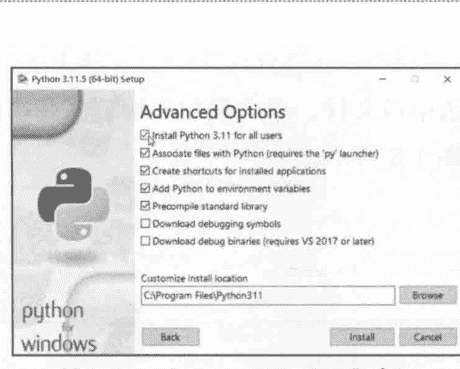 Python 3.11.5 (64-bit) Setup
Advanced Options
Install Python 3.11 for all users
Associate files with Python (requires the 'py' launcher)
Create shortcuts for installed applications
Add Python to environment variables
Precompile standard library
Download debugging symbols
Download debug binaries (requires VS 2017 or later)
Customize install location
C:\Program Files\Python311
Browse
python
for
windows
Back
Install
Cancel